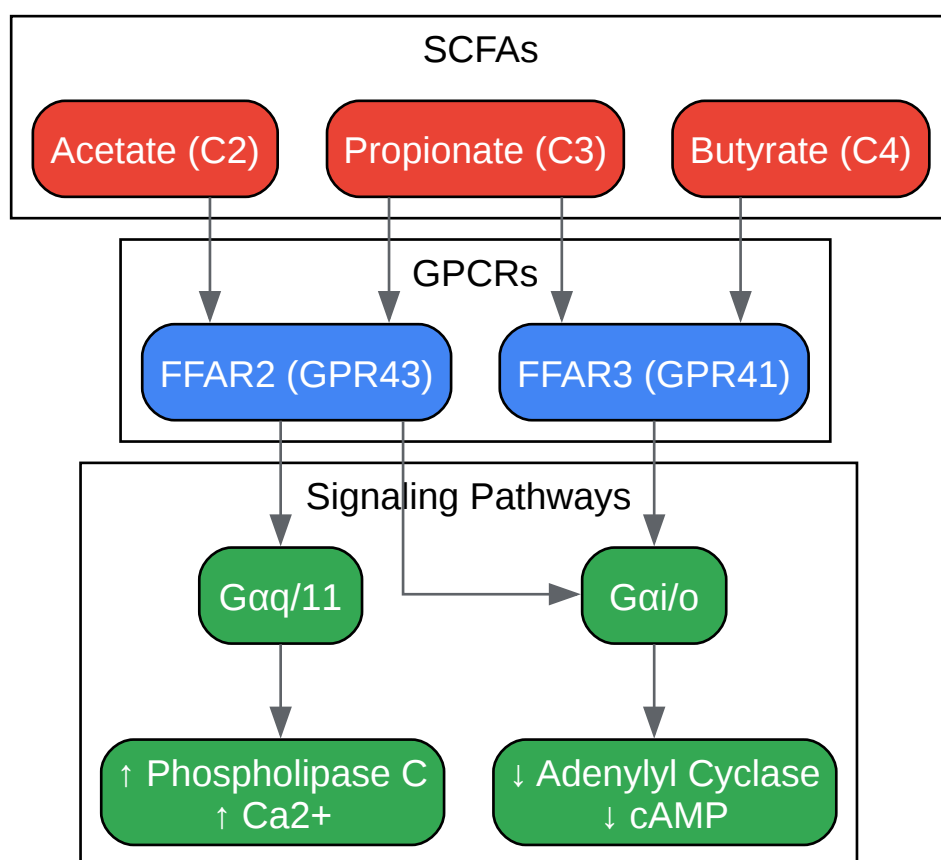 SCFAs
Acetate (C2)
Propionate (C3)
Butyrate (C4)
GPCRs
FFAR2 (GPR43)
FFAR3 (GPR41)
Signaling Pathways
Gαq/11
Gαi/o
↑ Phospholipase C
↑ Ca2+
↓ Adenylyl Cyclase
↓ cAMP